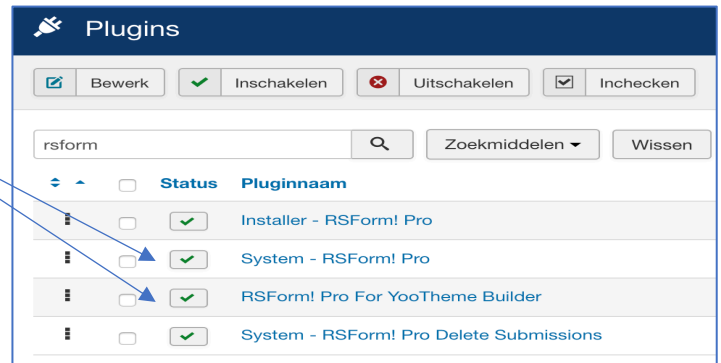 Plugins
Bewerk Inschakelen Uitschakelen Inchecken
rsform Zoekmiddelen Wissen
Status Pluginnaam
Installer - RSForm! Pro
System - RSForm! Pro
RSForm! Pro For YooTheme Builder
System - RSForm! Pro Delete Submissions